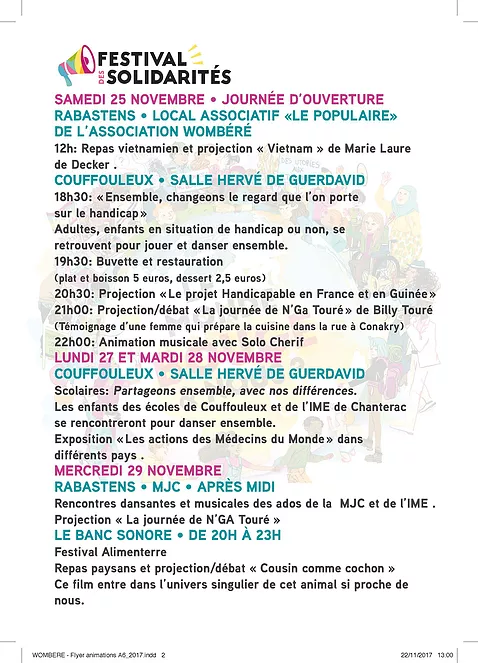 FESTIVAL
DES
SOLIDARITÉS
SAMEDI 25 NOVEMBRE • JOURNÉE D'OUVERTURE
RABASTENS • LOCAL ASSOCIATIF «LE POPULAIRE»
DE L'ASSOCIATION WOMBÉRÉ
12h: Repas vietnamien et projection « Vietnam » de Marie Laure
de Decker .
COUFFOULEUX • SALLE HERVÉ DE GUERDAVID
18h30: «Ensemble, changeons le regard que l'on porte
sur le handicap»
Adultes, enfants en situation de handicap ou non, se
retrouvent pour jouer et danser ensemble.
19h30: Buvette et restauration
(plat et boisson 5 euros, dessert 2,5 euros)
20h30: Projection «Le projet Handicapable en France et en Guinée»
21h00: Projection/débat «La journée de N'Ga Touré» de Billy Touré
(Témoignage d'une femme qui prépare la cuisine dans la rue à Conakry)
22h00: Animation musicale avec Solo Cherif
LUNDI 27 ET MARDI 28 NOVEMBRE
COUFFOULEUX • SALLE HERVÉ DE GUERDAVID
Scolaires: Partageons ensemble, avec nos différences.
Les enfants des écoles de Couffouleux et de l'IME de Chanterac
se rencontreront pour danser ensemble.
Exposition «Les actions des Médecins du Monde» dans
différents pays .
MERCREDI 29 NOVEMBRE
RABASTENS • MJC • APRÈS MIDI
Rencontres dansantes et musicales des ados de la MJC et de l'IME .
Projection « La journée de N'GA Touré »
LE BANC SONORE • DE 20H À 23H
Festival Alimenterre
Repas paysans et projection/débat « Cousin comme cochon »
Ce film entre dans l'univers singulier de cet animal si proche de
nous.
WOMBERE - Flyer animations A6_2017.indd 2
22/11/2017 13:00